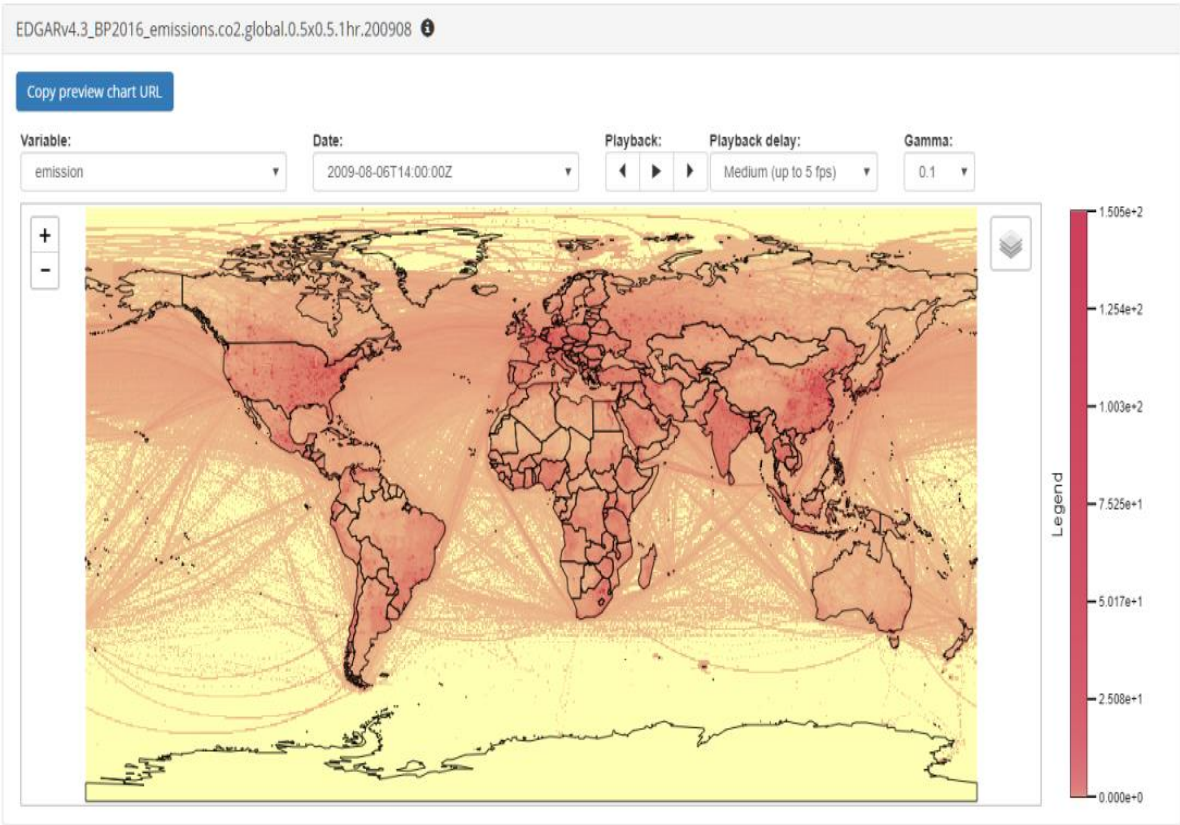 EDGARv4.3_BP2016_emissions.co2.global.0.5x0.5.1hr.200908
Copy preview chart URL
Variable: Date: Playback: Playback delay: Gamma:
emission 2009-08-06T14:00:00Z Medium (up to 5 fps) 0.1
+
-
1.505e+2
1.254e+2
1.003e+2
7.525e+1
5.017e+1
2.508e+1
0.000e+0
Legend